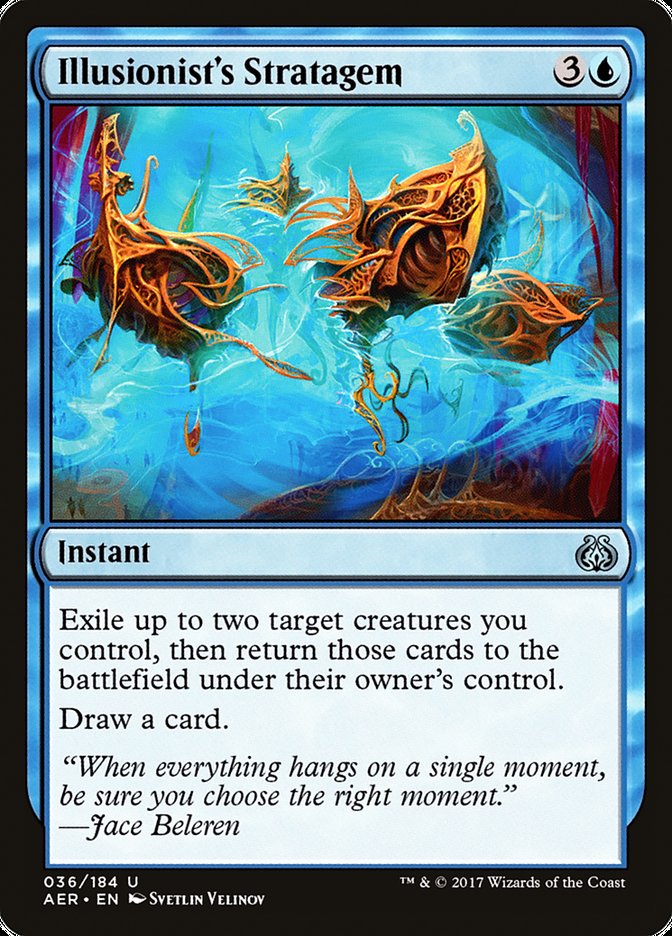 Illusionist's Stratagem 3
Instant
Exile up to two target creatures you
control, then return those cards to the
battlefield under their owner's control.
Draw a card.
“When everything hangs on a single moment,
be sure you choose the right moment.”
—Jace Beleren
036/184 U
AER • EN Svetlin Velinov
™ & © 2017 Wizards of the Coast